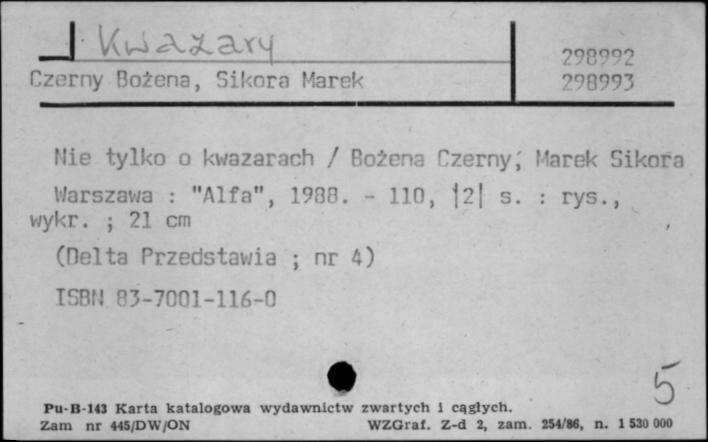 Kwazary
298992
Czerny Bożena, Sikora Marek
298993
Nie tylko o kwazarach / Bożena Czerny, Marek Sikora
Warszawa : "Alfa", 1988. - 110, |2| s. : rys.,
wykr. ; 21 cm
(Delta Przedstawia ; nr 4)
ISBN 83-7001-116-0
5
Pu-B-143 Karta katalogowa wydawnictw zwartych i cągłych.
Zam nr 445/DW/ON WZGraf. Z-d 2, zam. 254/86, n. 1 530 000